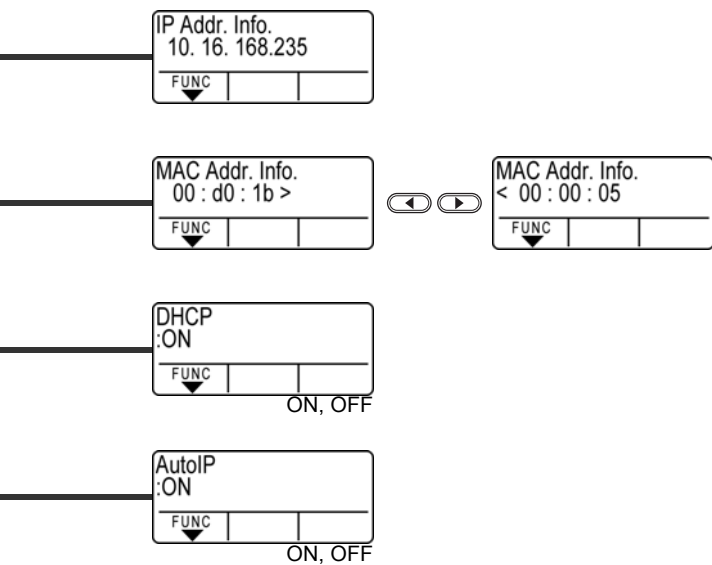 IP Addr. Info.
10. 16. 168.235
FUNC
MAC Addr. Info.
00 : d0 : 1b >
FUNC
MAC Addr. Info.
< 00 : 00 : 05
FUNC
DHCP
:ON
FUNC
ON, OFF
AutoIP
:ON
FUNC
ON, OFF